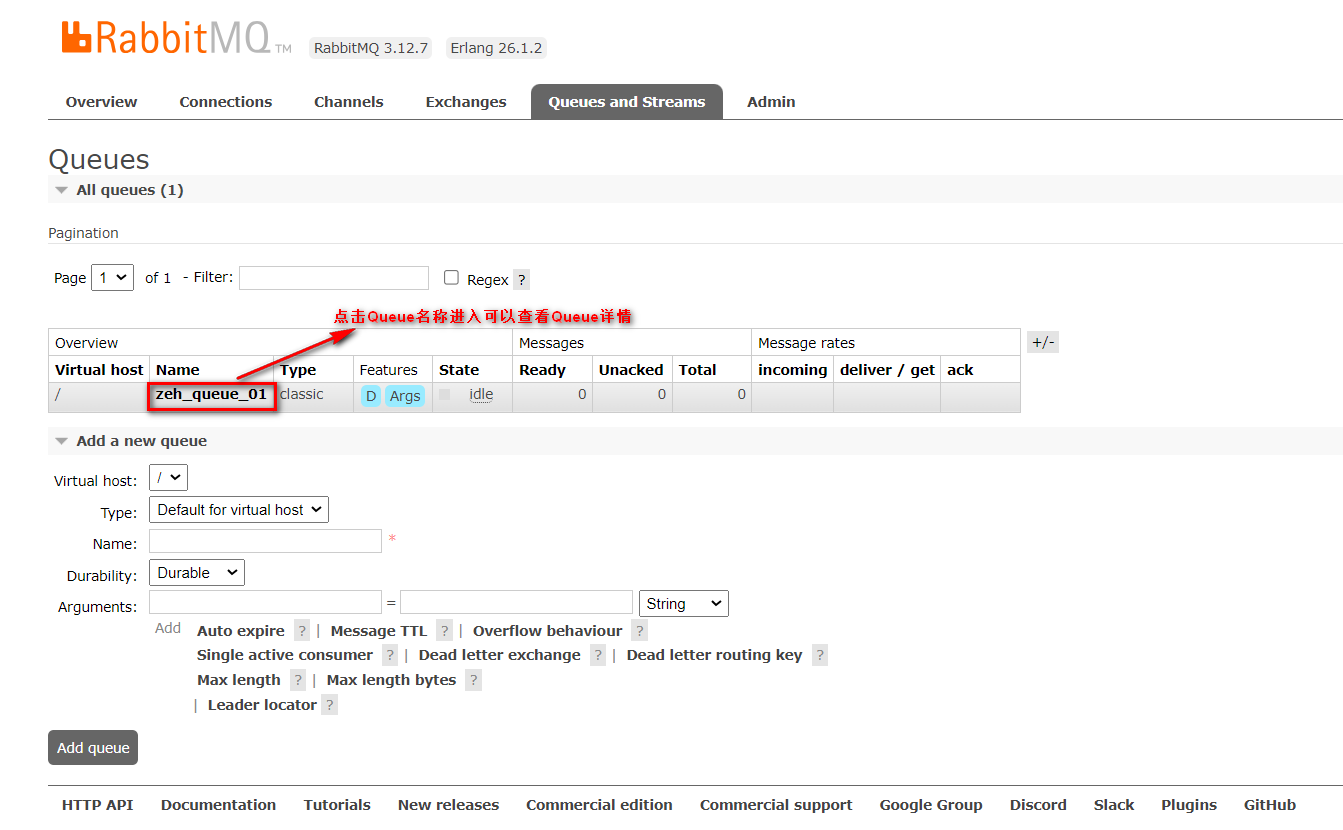 RabbitMQ TM RabbitMQ 3.12.7 Erlang 26.1.2
Overview Connections Channels Exchanges Queues and Streams Admin
Queues
All queues (1)
Pagination
Page 1 of 1 - Filter: Regex ?
点击Queue名称进入可以查看Queue详情
Overview Messages Message rates +/-
Virtual host Name Type Features State Ready Unacked Total incoming deliver / get ack
/ zeh_queue_01 classic D Args idle 0 0 0
Add a new queue
Virtual host: /
Type: Default for virtual host
Name: *
Durability: Durable
Arguments: = String
Add Auto expire ? | Message TTL ? | Overflow behaviour ?
Single active consumer ? | Dead letter exchange ? | Dead letter routing key ?
Max length ? | Max length bytes ?
| Leader locator ?
Add queue
HTTP API Documentation Tutorials New releases Commercial edition Commercial support Google Group Discord Slack Plugins GitHub